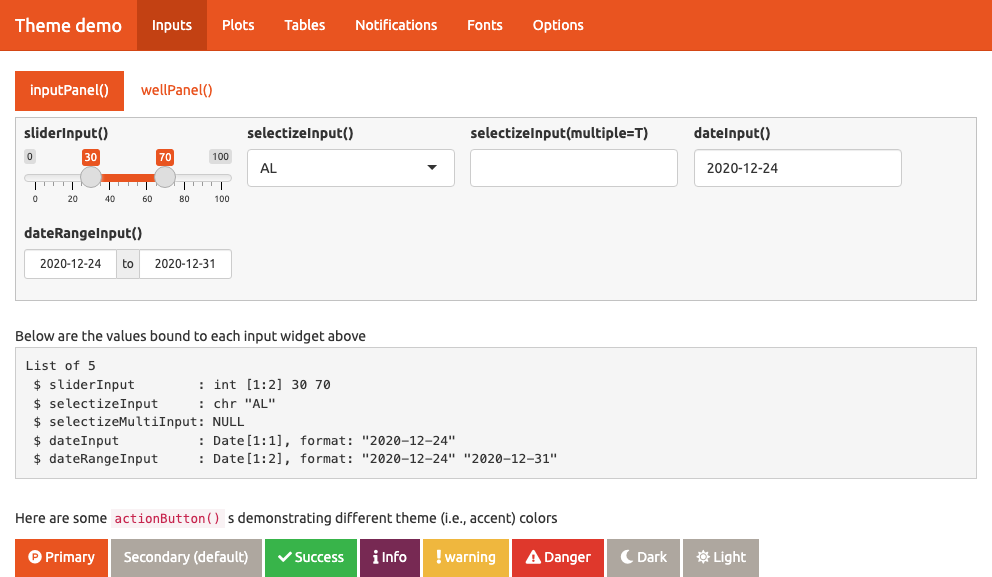 Theme demo Inputs Plots Tables Notifications Fonts Options
inputPanel() wellPanel()
sliderInput() selectizeInput() selectizeInput(multiple=T) dateInput()
0 30 70 100
AL 2020-12-24
0 20 40 60 80 100
dateRangeInput()
2020-12-24 to 2020-12-31
Below are the values bound to each input widget above
List of 5
$ sliderInput : int [1:2] 30 70
$ selectizeInput : chr "AL"
$ selectizeMultiInput: NULL
$ dateInput : Date[1:1], format: "2020-12-24"
$ dateRangeInput : Date[1:2], format: "2020-12-24" "2020-12-31"
Here are some actionButton() s demonstrating different theme (i.e., accent) colors
Primary Secondary (default) Success Info warning Danger Dark Light